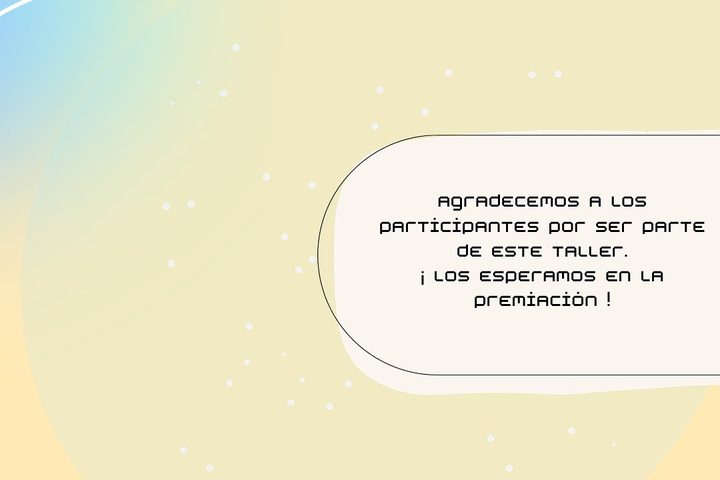 Agradecemos a los
participantes por ser parte
de este taller.
¡ Los esperamos en la
premiación !